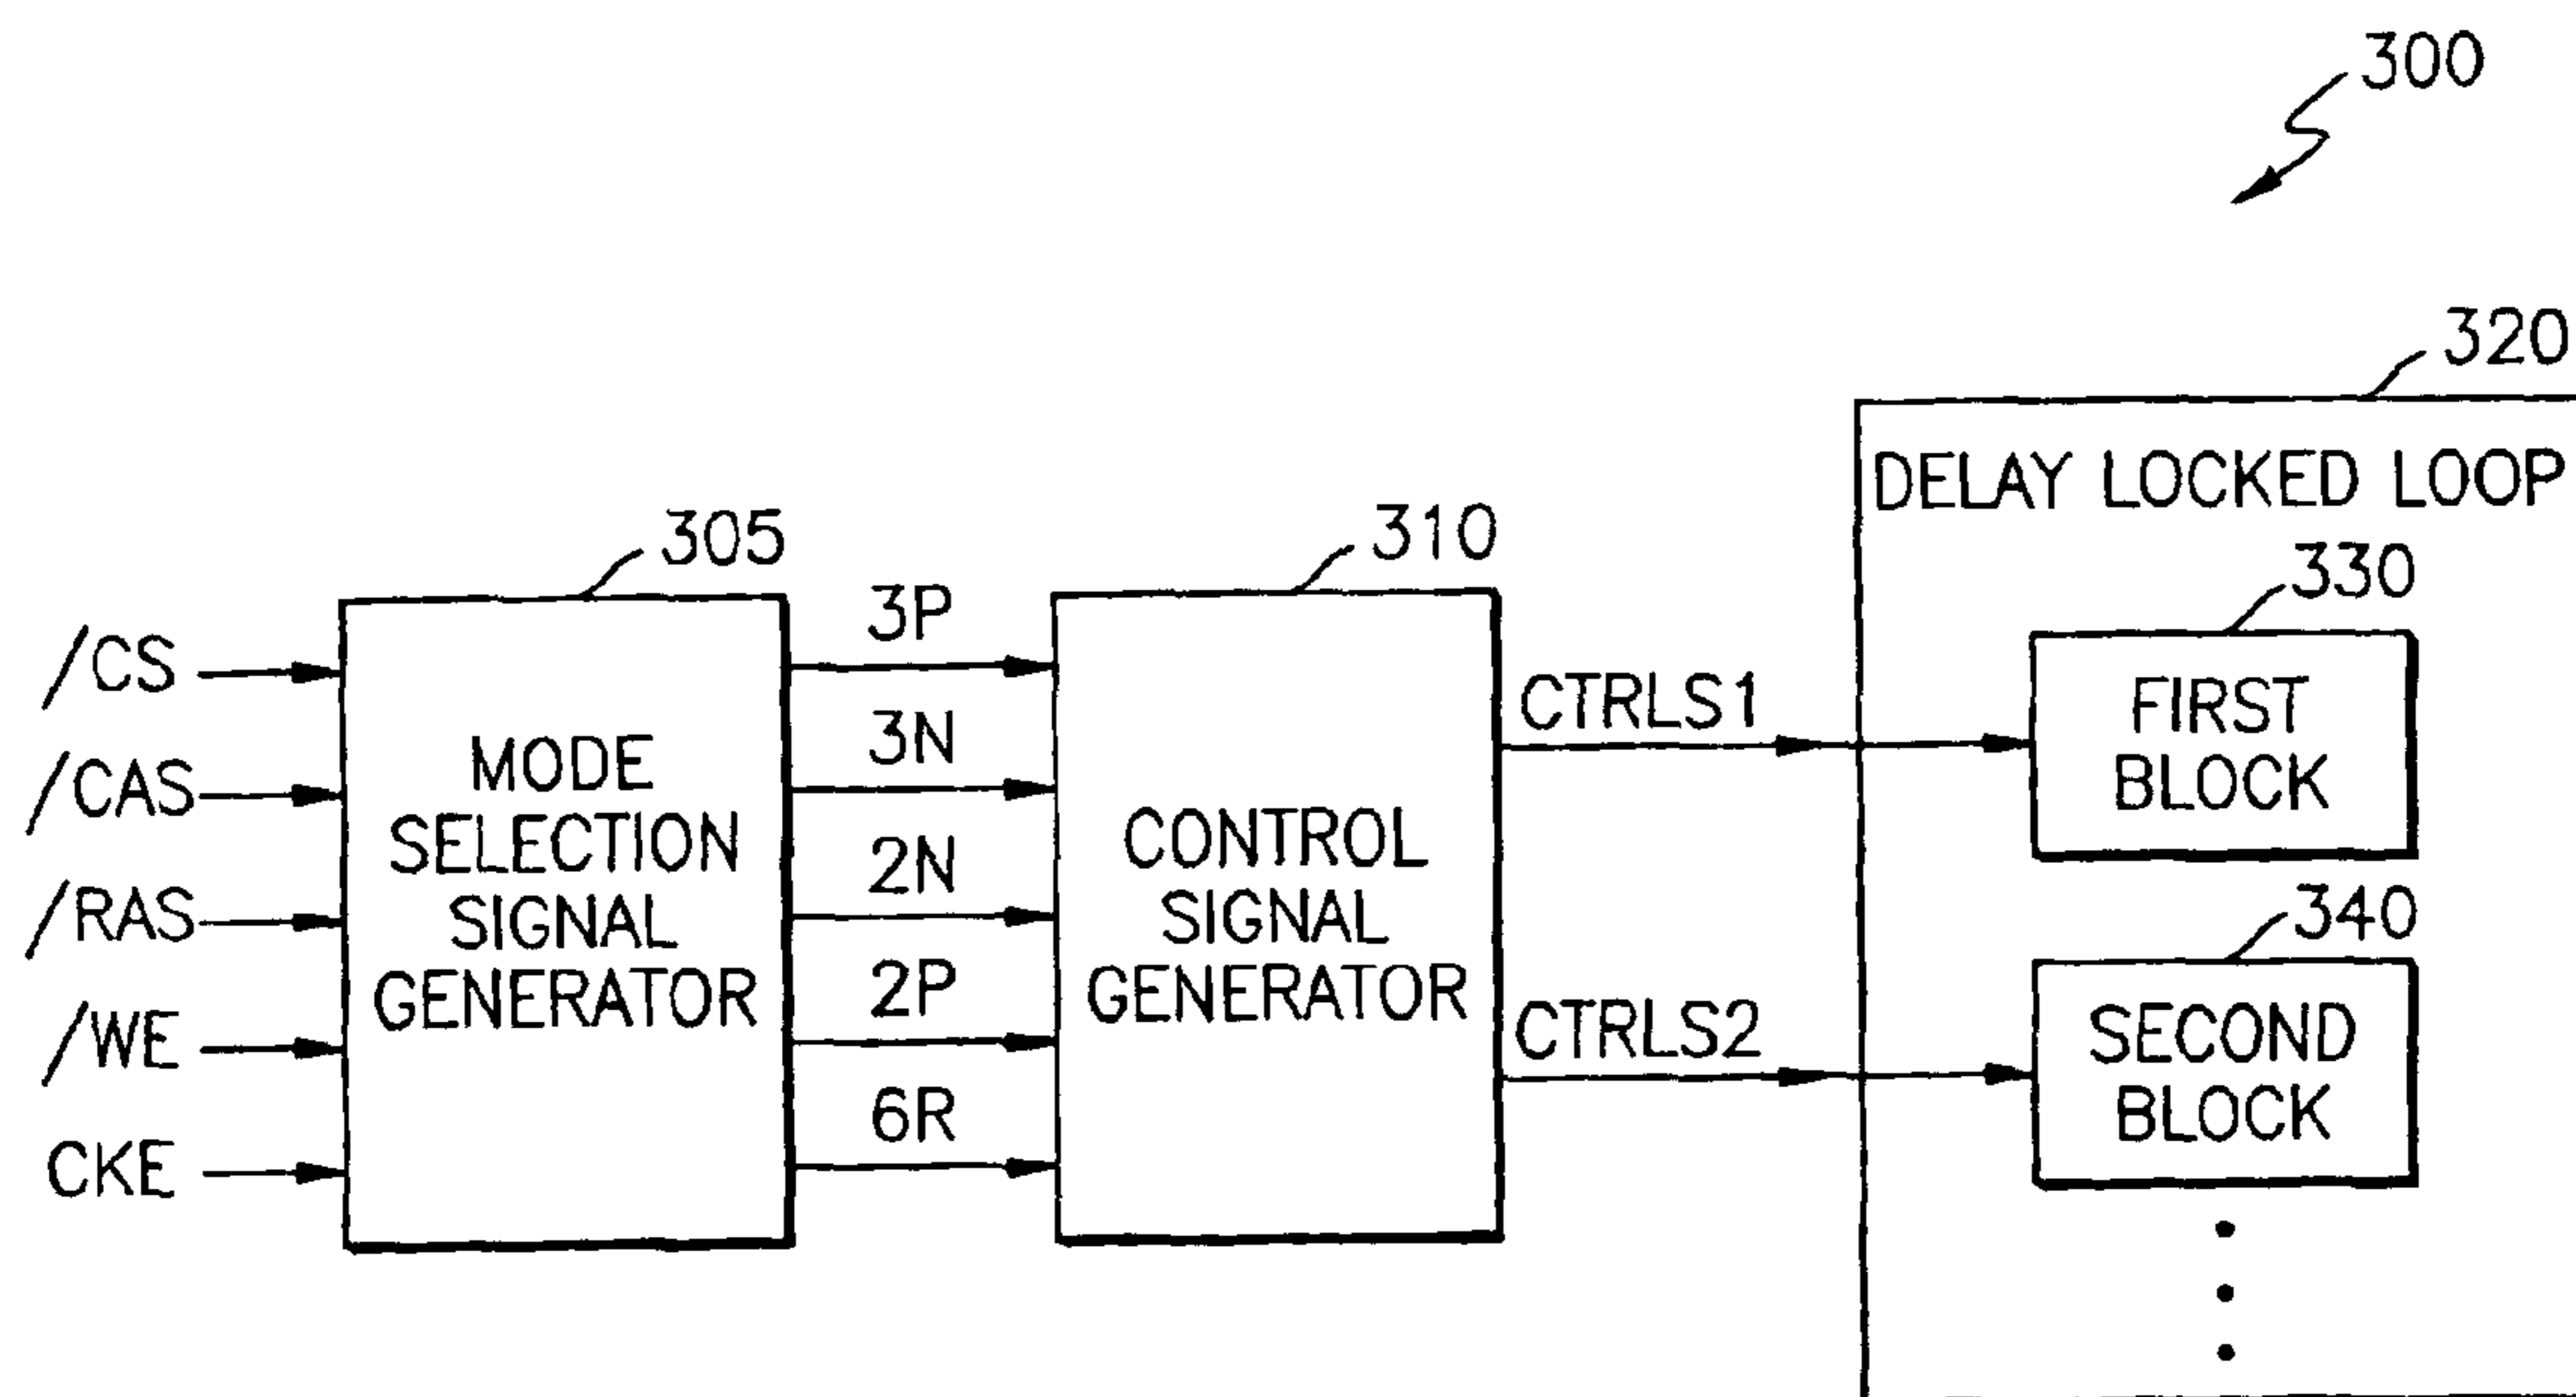 300
320
DELAY LOCKED LOOP
305
310
330
/CS
/CAS
/RAS
/WE
CKE
MODE
SELECTION
SIGNAL
GENERATOR
3P
3N
2N
2P
6R
CONTROL
SIGNAL
GENERATOR
CTRLS1
CTRLS2
FIRST
BLOCK
340
SECOND
BLOCK